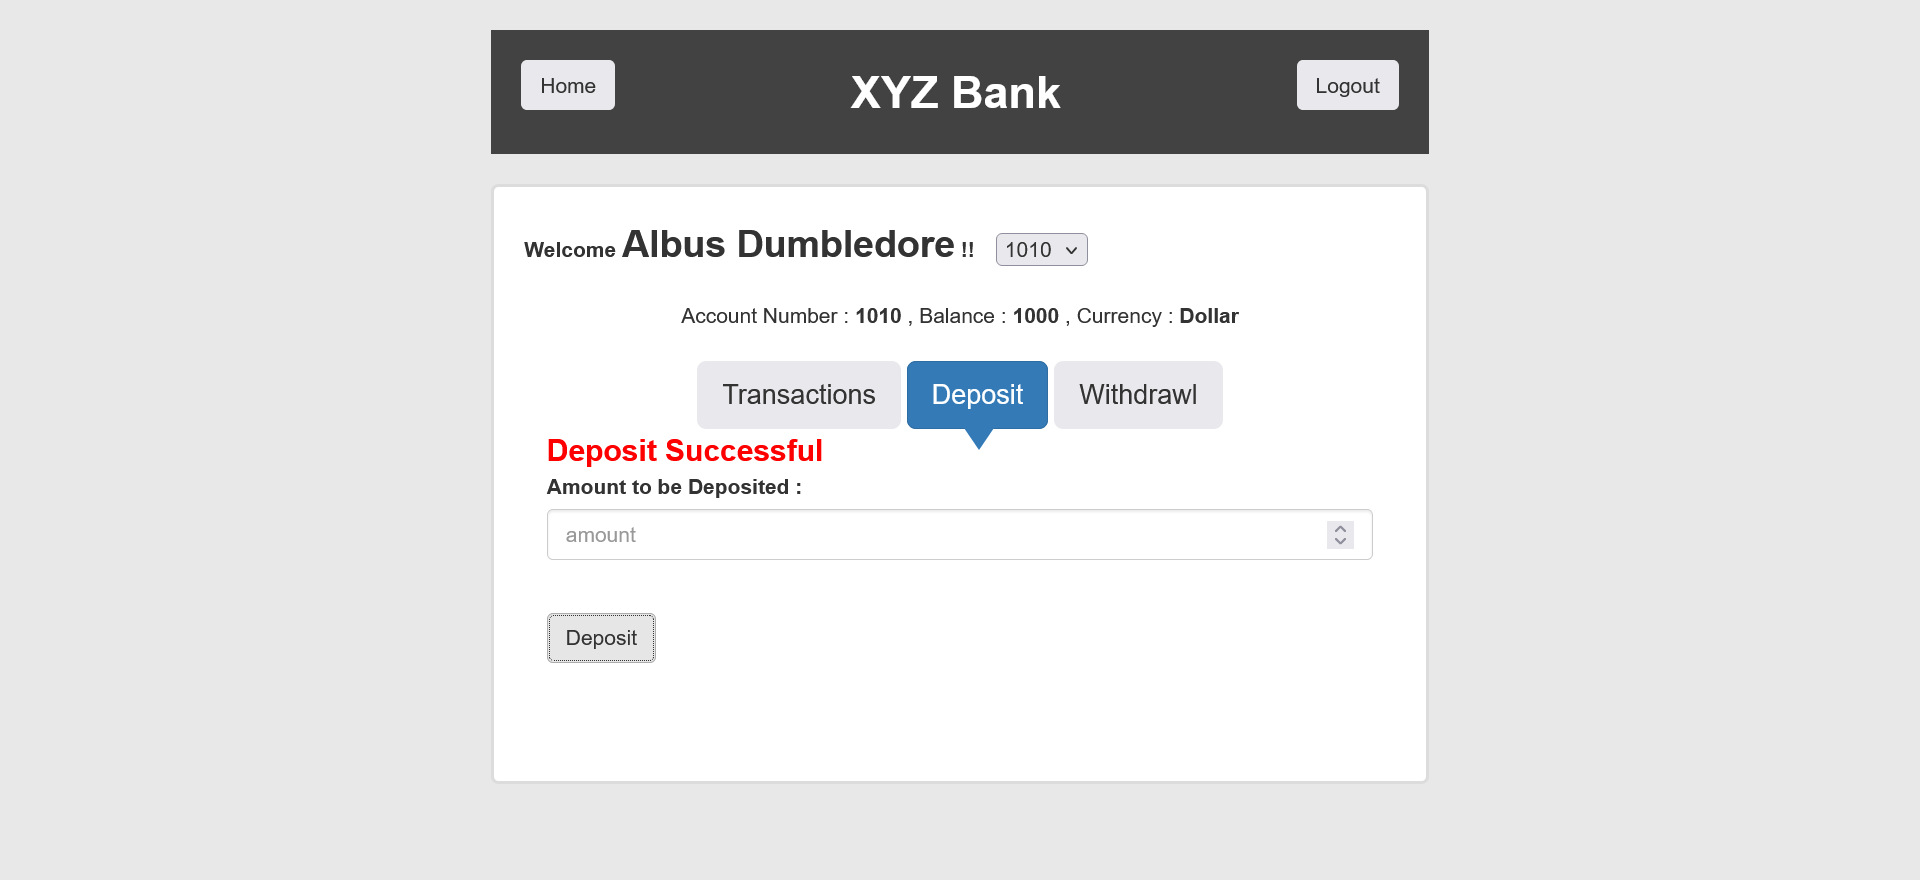 Home XYZ Bank Logout
Welcome Albus Dumbledore !! 1010
Account Number : 1010 , Balance : 1000 , Currency : Dollar
Transactions Deposit Withdrawl
Deposit Successful
Amount to be Deposited :
amount
Deposit